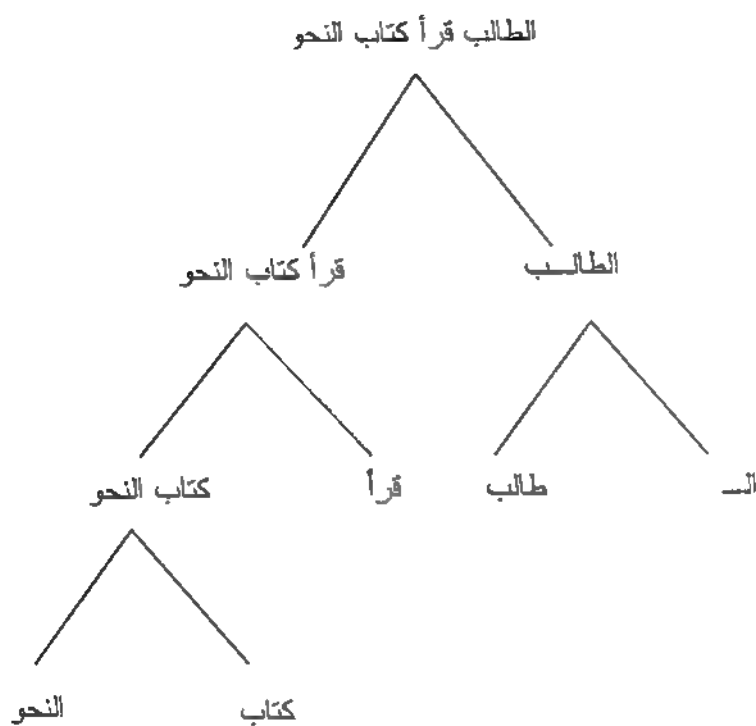 الطالب قرأ كتاب النحو
الطالـب قرأ كتاب النحو
الـ طالب قرأ كتاب النحو
كتاب النحو